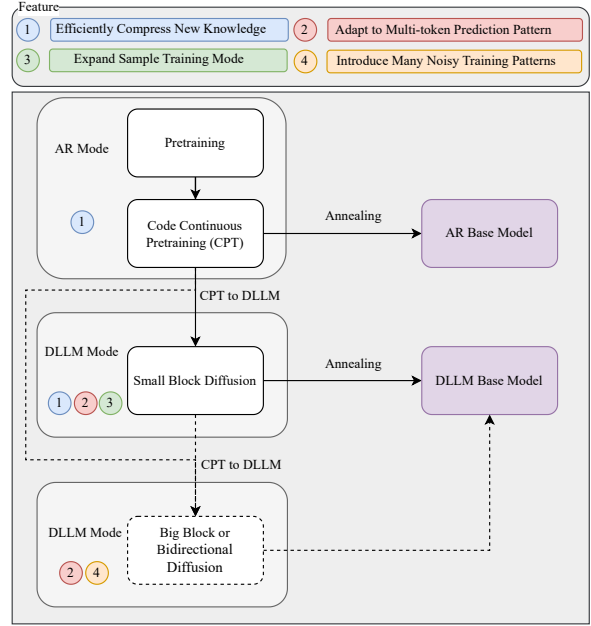 Feature
1 Efficiently Compress New Knowledge
2 Adapt to Multi-token Prediction Pattern
3 Expand Sample Training Mode
4 Introduce Many Noisy Training Patterns
AR Mode
Pretraining
1
Code Continuous
Pretraining (CPT)
Annealing
AR Base Model
CPT to DLLM
DLLM Mode
Small Block Diffusion
1 2 3
Annealing
DLLM Base Model
CPT to DLLM
DLLM Mode
Big Block or
Bidirectional
Diffusion
2 4